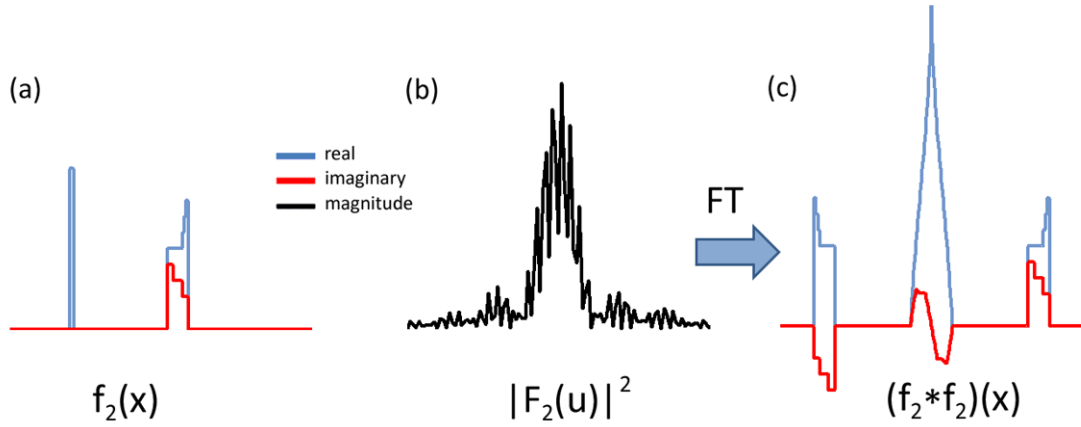 (a)
(b)
(c)
real
imaginary
magnitude
FT
f₂(x)
|F₂(u)|²
(f₂*f₂)(x)